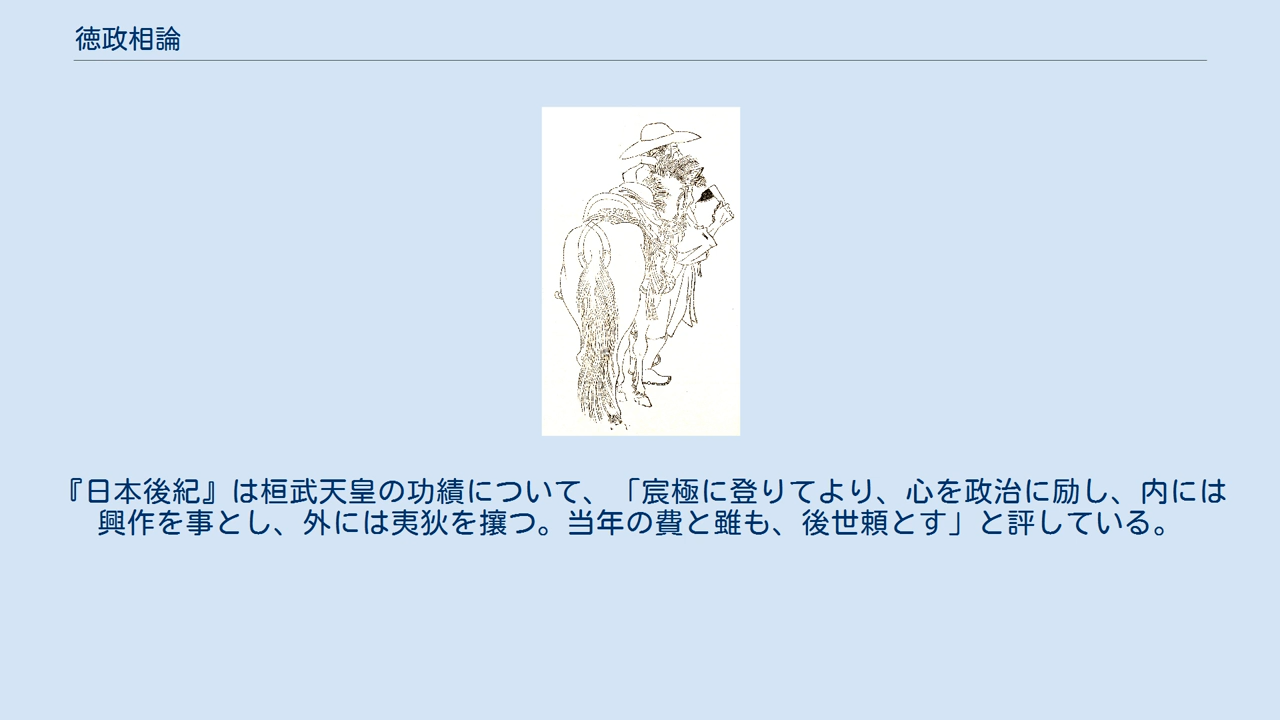 徳政相論
『日本後紀』は桓武天皇の功績について、「宸極に登りてより、心を政治に励し、内には
興作を事とし、外には夷狄を攘つ。当年の費と雖も、後世頼とす」と評している。